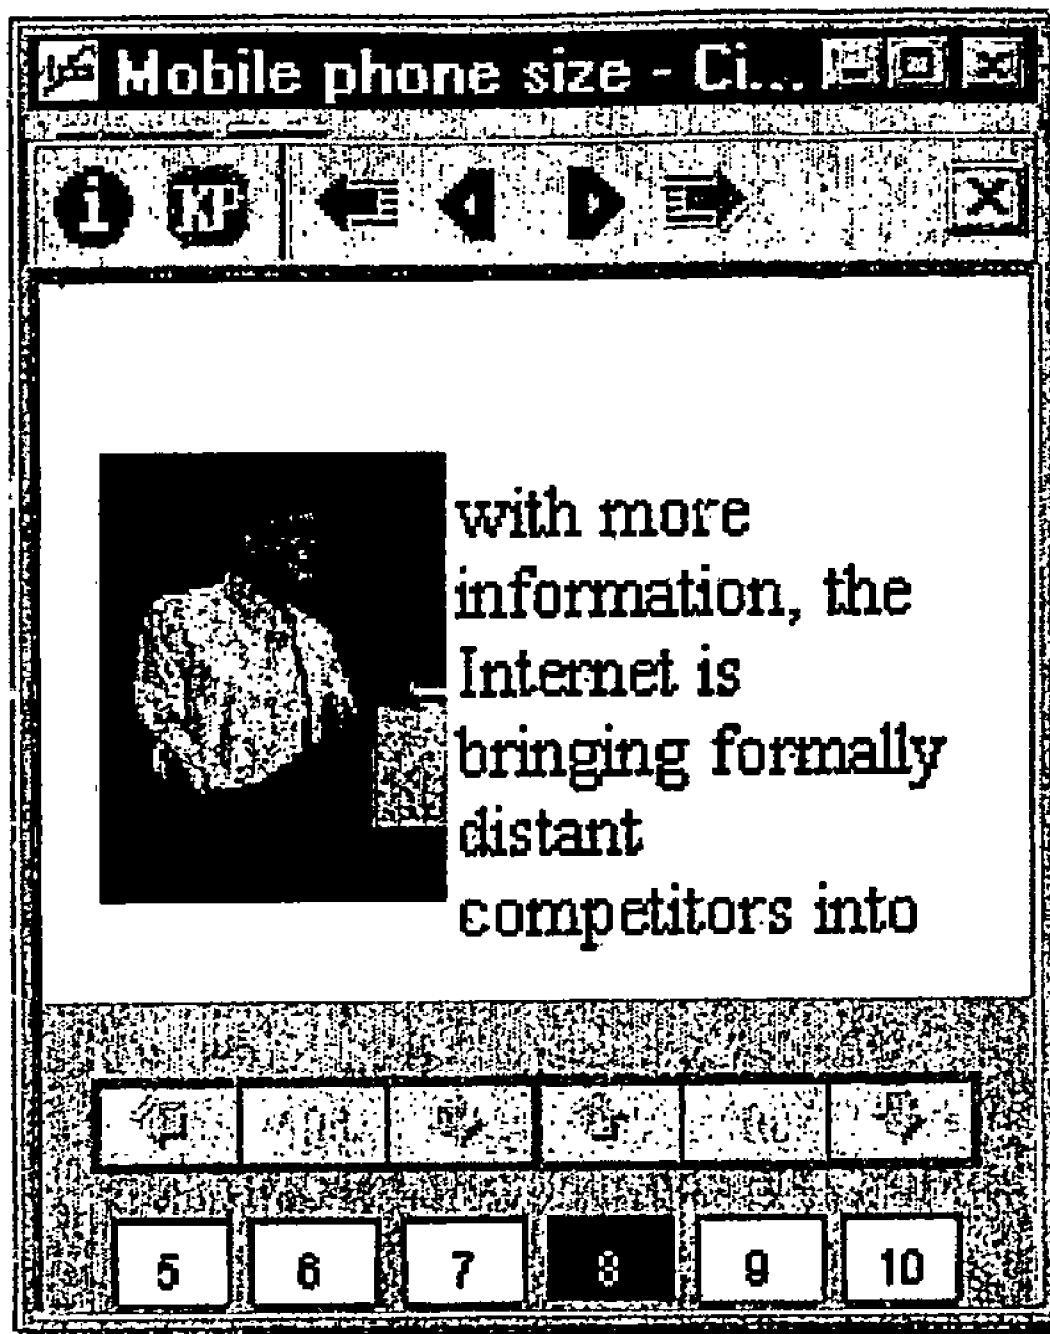 Mobile phone size - Ci...
i KP
with more
information, the
Internet is
bringing formally
distant
competitors into
5 6 7 8 9 10